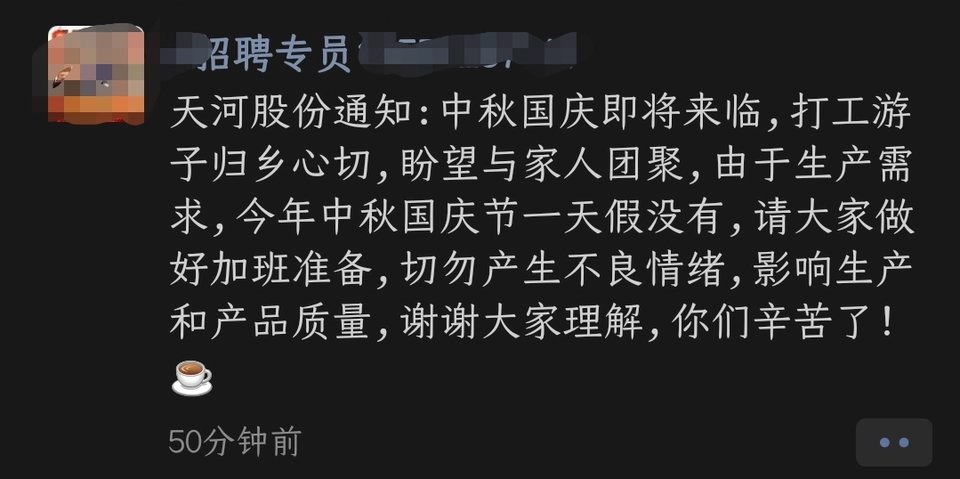 招聘专员
天河股份通知:中秋国庆即将来临,打工游
子归乡心切,盼望与家人团聚,由于生产需
求,今年中秋国庆节一天假没有,请大家做
好加班准备,切勿产生不良情绪,影响生产
和产品质量,谢谢大家理解,你们辛苦了!
50分钟前